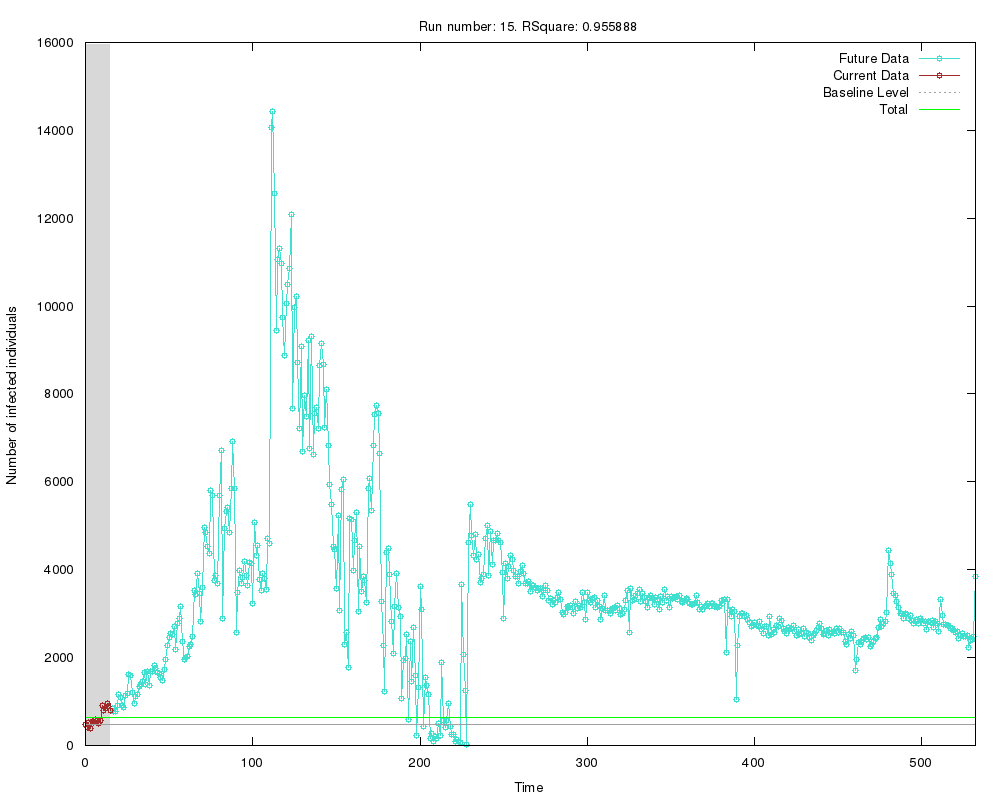 Run number: 15. RSquare: 0.955888
16000
14000
12000
10000
8000
6000
4000
2000
0
Number of infected individuals
Future Data
Current Data
Baseline Level
Total
0
100
200
300
400
500
Time